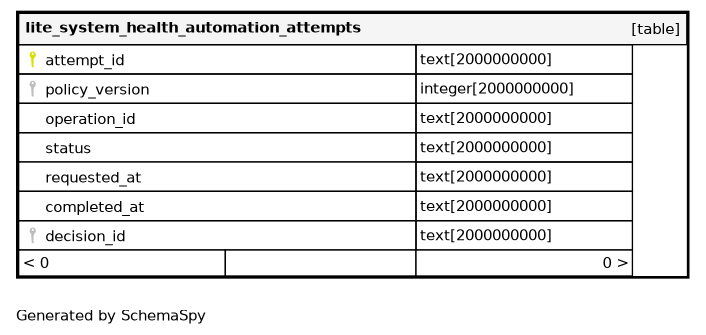 lite_system_health_automation_attempts [table]
attempt_id text[2000000000]
policy_version integer[2000000000]
operation_id text[2000000000]
status text[2000000000]
requested_at text[2000000000]
completed_at text[2000000000]
decision_id text[2000000000]
< 0 0 >
Generated by SchemaSpy